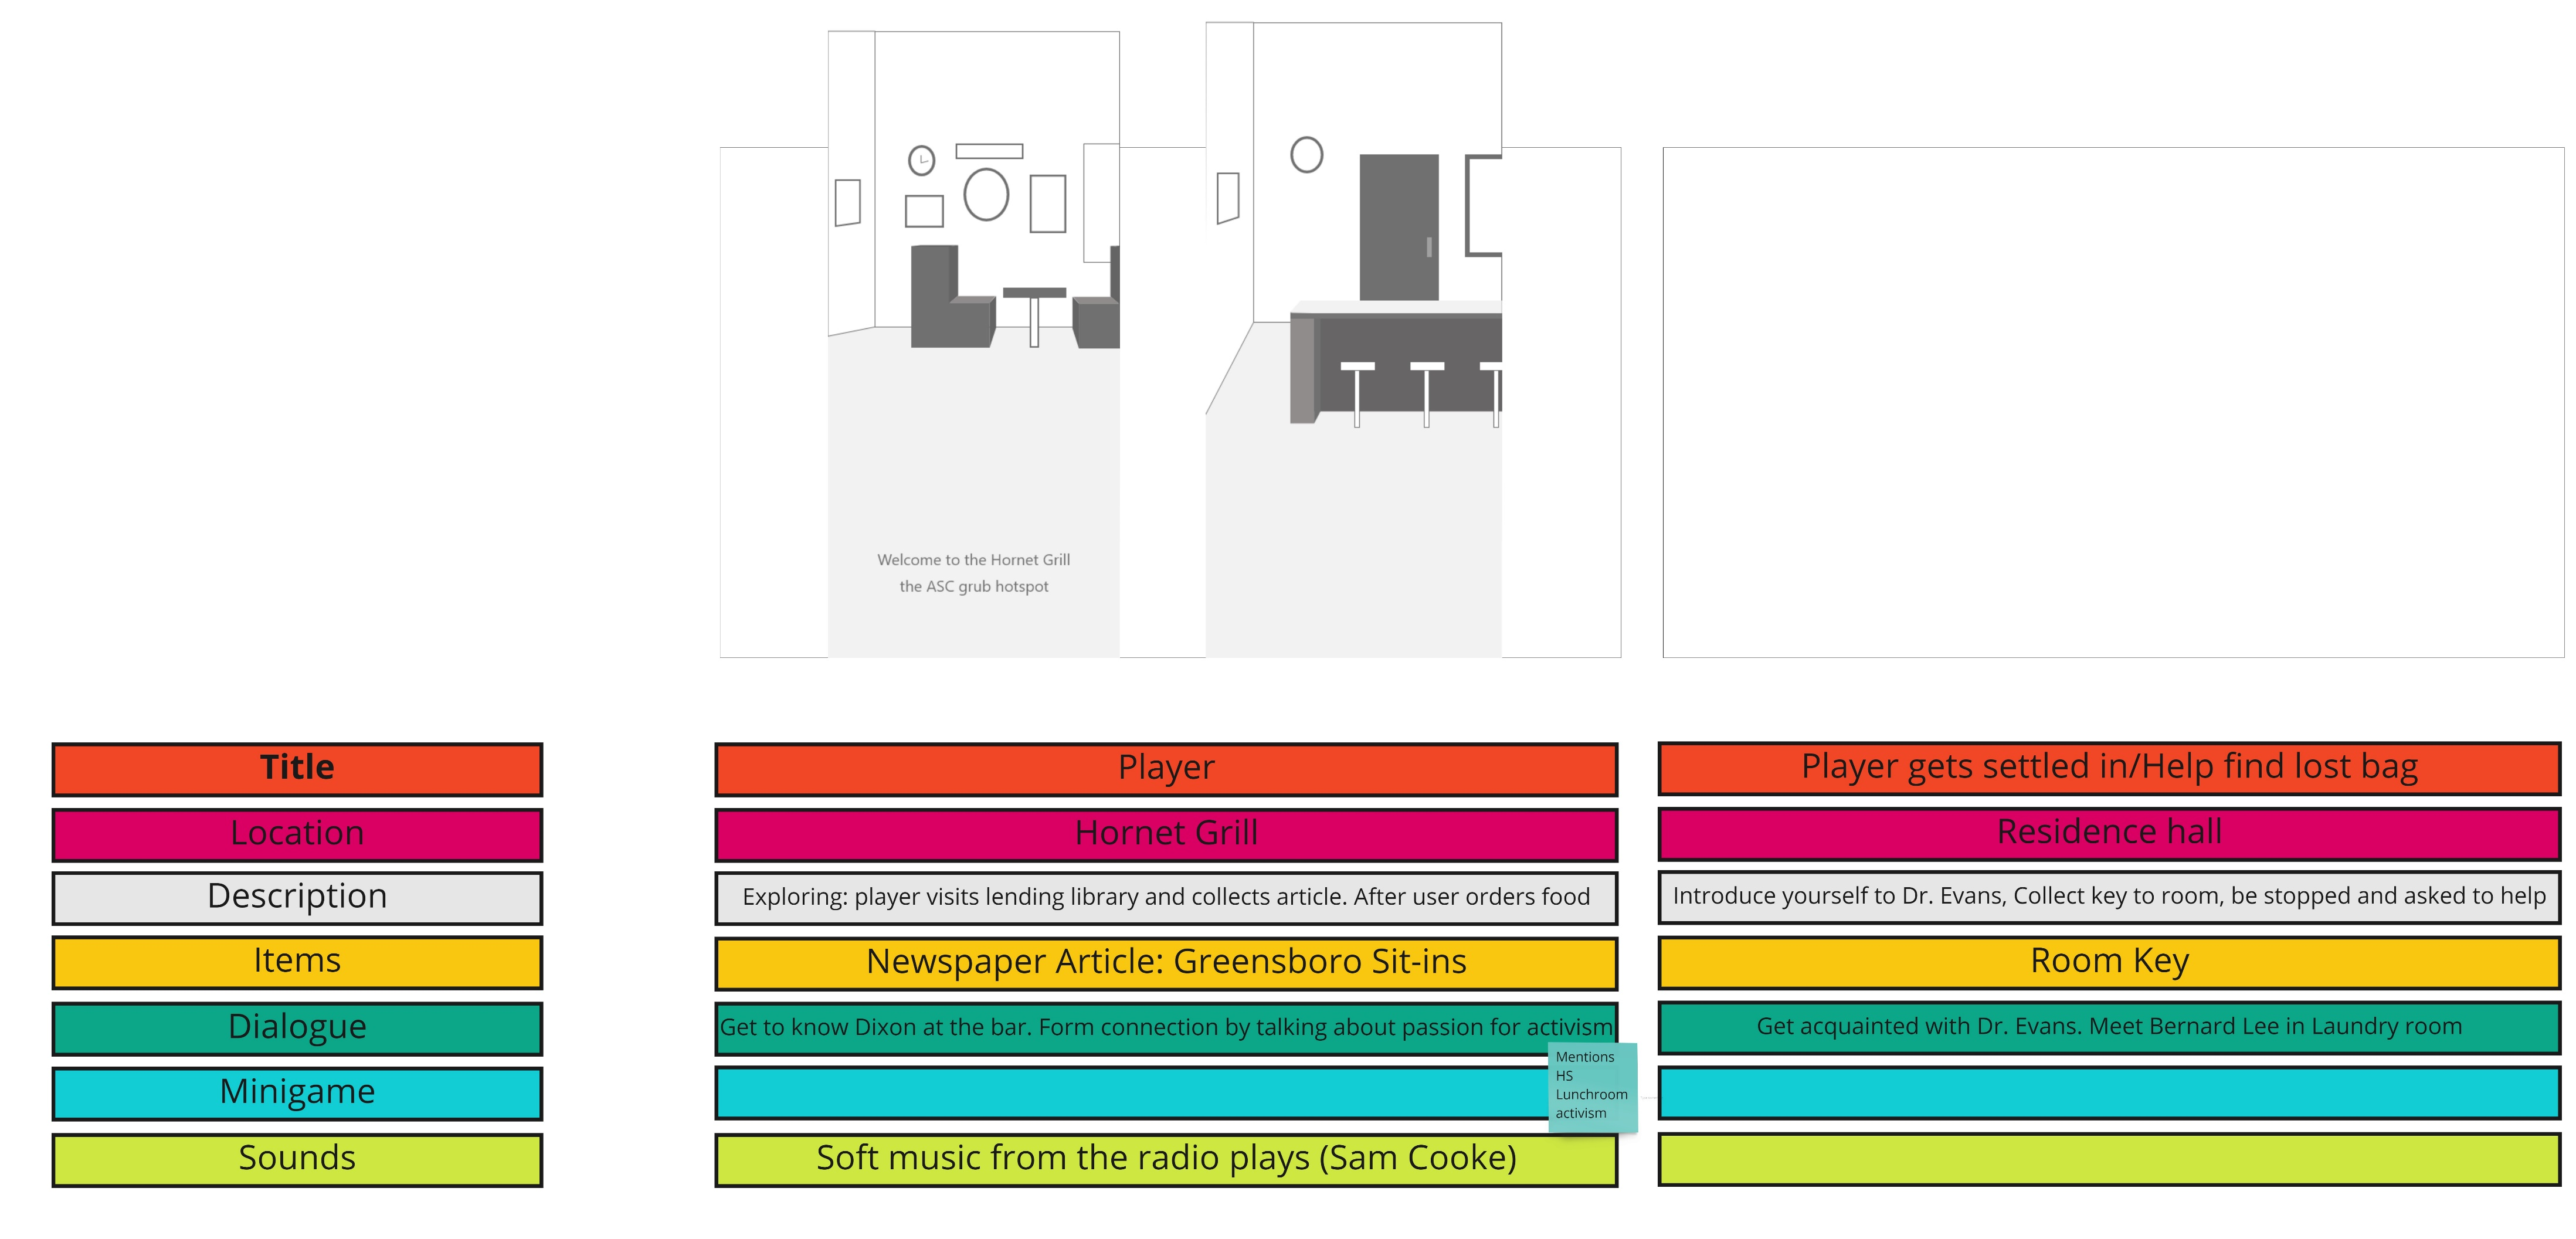 Welcome to the Hornet Grill
the ASC grub hotspot
Title
Player
Player gets settled in/Help find lost bag
Location
Hornet Grill
Residence hall
Description
Exploring: player visits lending library and collects article. After user orders food
Introduce yourself to Dr. Evans, Collect key to room, be stopped and asked to help
Items
Newspaper Article: Greensboro Sit-ins
Room Key
Dialogue
Get to know Dixon at the bar. Form connection by talking about passion for activism
Get acquainted with Dr. Evans. Meet Bernard Lee in Laundry room
Mentions
HS
Lunchroom
activism
Minigame
Sounds
Soft music from the radio plays (Sam Cooke)